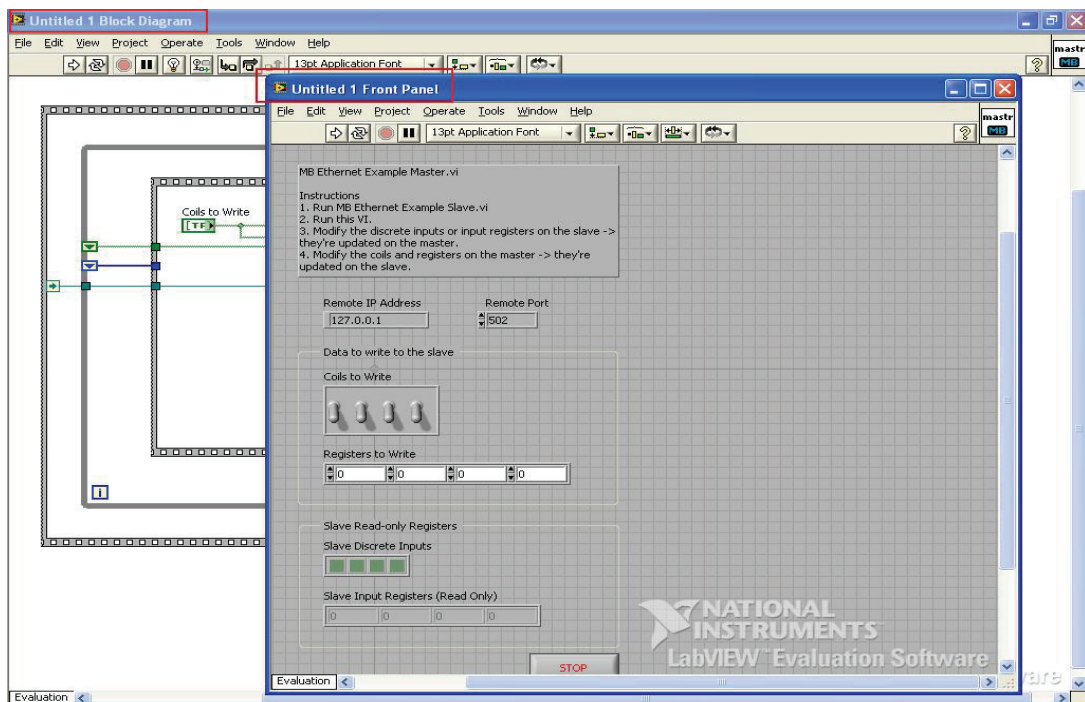 Untitled 1 Block Diagram
File Edit View Project Operate Tools Window Help
13pt Application Font
mastr
MB
Coils to Write
TF
i
Untitled 1 Front Panel
File Edit View Project Operate Tools Window Help
13pt Application Font
mastr
MB
MB Ethernet Example Master.vi
Instructions
1. Run MB Ethernet Example Slave.vi
2. Run this VI.
3. Modify the discrete inputs or input registers on the slave ->
they're updated on the master.
4. Modify the coils and registers on the master -> they're
updated on the slave.
Remote IP Address Remote Port
127.0.0.1 502
Data to write to the slave
Coils to Write
Registers to Write
0 0 0 0
Slave Read-only Registers
Slave Discrete Inputs
Slave Input Registers (Read Only)
0 0 0 0
STOP
NATIONAL
INSTRUMENTS
LabVIEW™ Evaluation Software
Evaluation
Evaluation